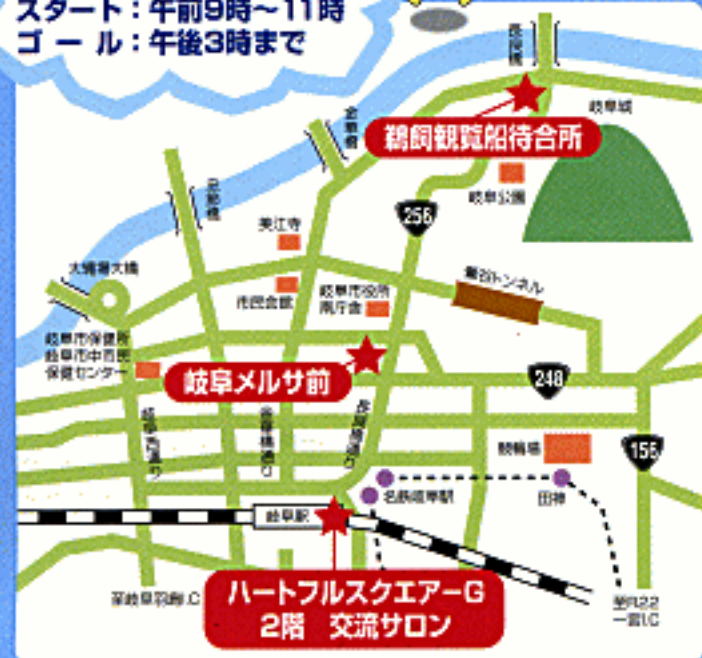 スタート：午前9時～11時
ゴール：午後3時まで
長良橋
岐阜城
金華橋
鵜飼観覧船待合所
岐阜公園
忠節橋
256
美江寺
大縄場大橋
市民会館
岐阜市役所
南庁舎
岐阜市保健所
岐阜市中市民
保健センター
岐阜メルサ前
248
金華橋通り
長良橋通り
競輪場
156
名鉄岐阜駅
田神
岐阜駅
至岐阜羽島I.C
ハートフルスクエアーG
2階 交流サロン
至R22
一宮I.C